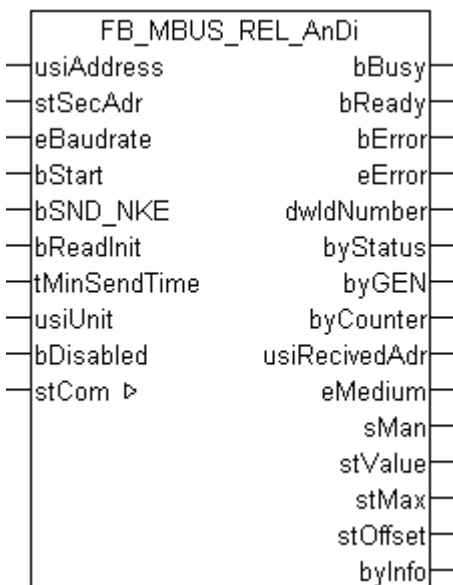 FB_MBUS_REL_AnDi
usiAddress bBusy
stSecAdr bReady
eBaudrate bError
bStart eError
bSND_NKE dwIdNumber
bReadInit byStatus
tMinSendTime byGEN
usiUnit byCounter
bDisabled usiRecivedAdr
stCom ▷ eMedium
sMan
stValue
stMax
stOffset
byInfo